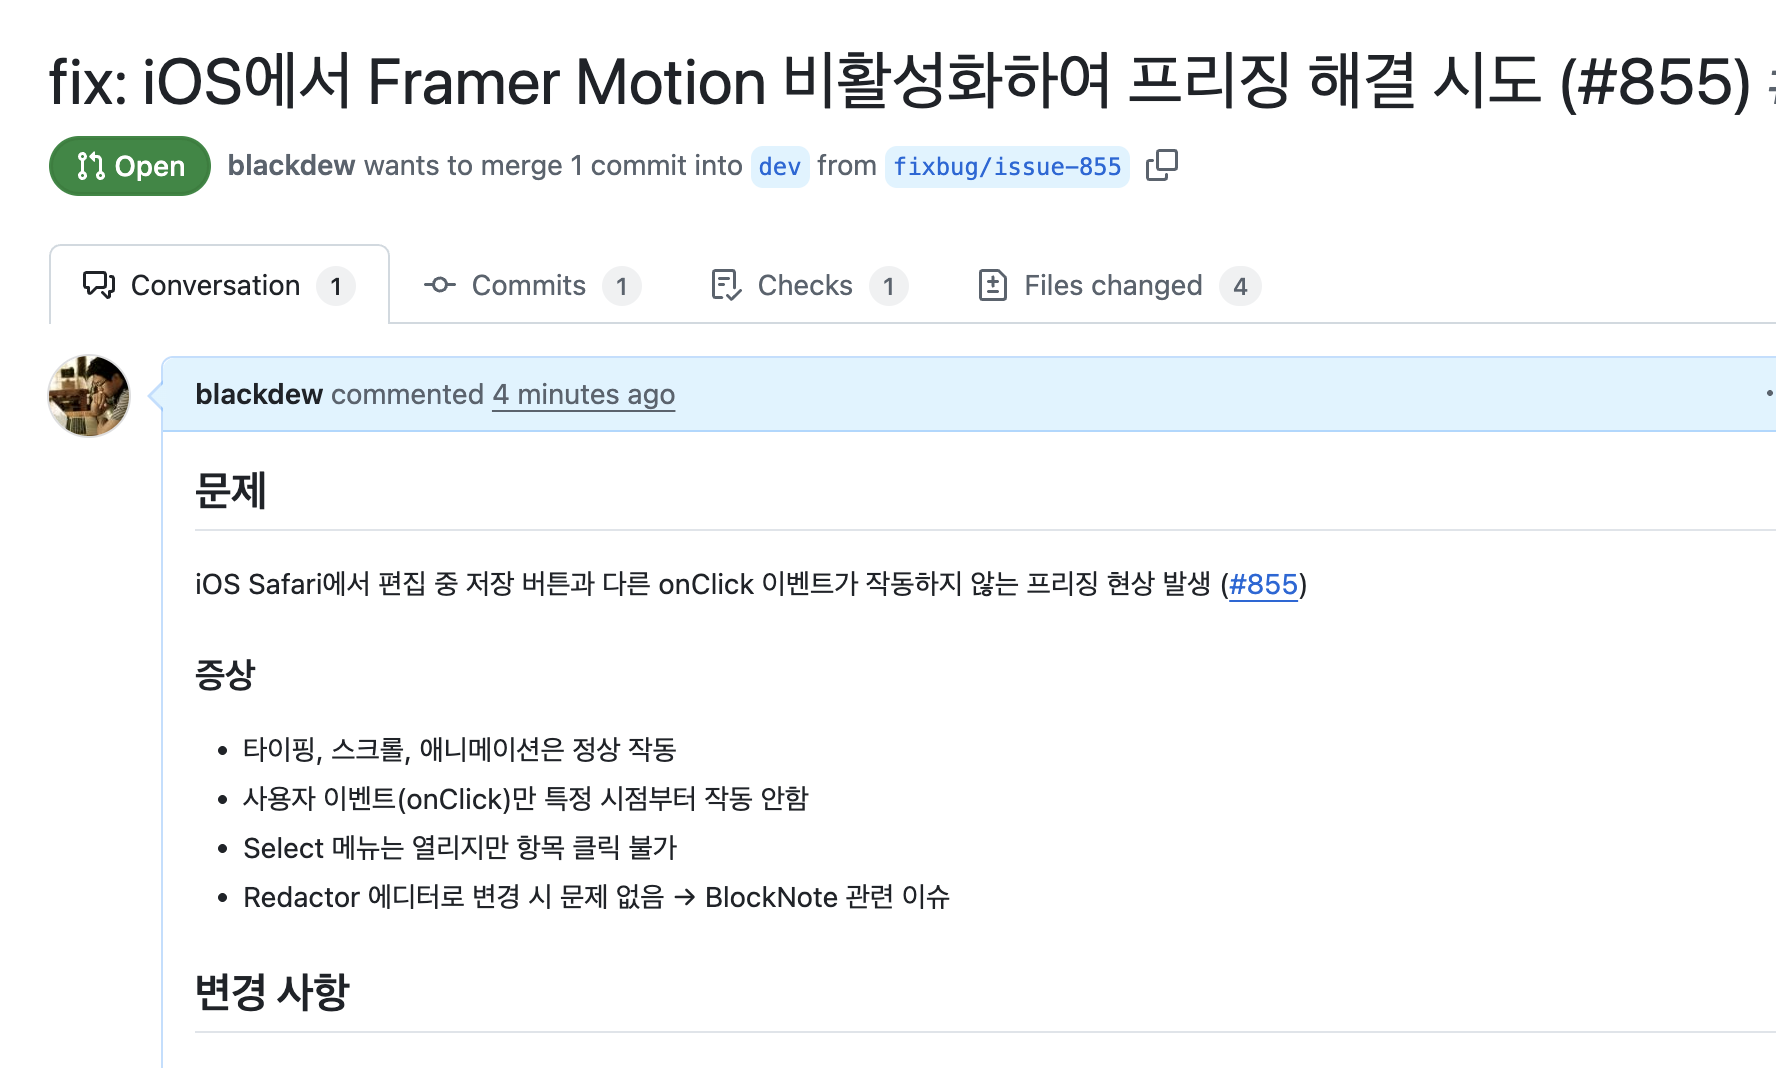 fix: iOS에서 Framer Motion 비활성화하여 프리징 해결 시도 (#855)
Open blackdew wants to merge 1 commit into dev from fixbug/issue-855
Conversation 1 Commits 1 Checks 1 Files changed 4
blackdew commented 4 minutes ago
문제
iOS Safari에서 편집 중 저장 버튼과 다른 onClick 이벤트가 작동하지 않는 프리징 현상 발생 (#855)
증상
• 타이핑, 스크롤, 애니메이션은 정상 작동
• 사용자 이벤트(onClick)만 특정 시점부터 작동 안함
• Select 메뉴는 열리지만 항목 클릭 불가
• Redactor 에디터로 변경 시 문제 없음 → BlockNote 관련 이슈
변경 사항